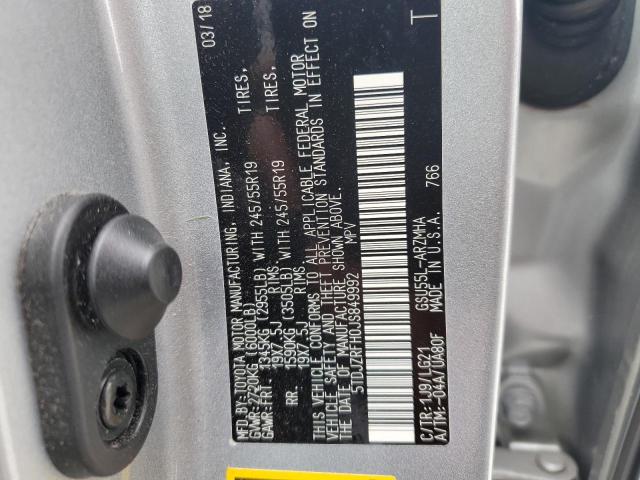 MFD.BY:TOYOTA MOTOR MANUFACTURING, INDIANA, INC. 03/18
GVWR:2720KG(6000LB)
GAWR:FRT 1345KG (2955LB) WITH 245/55R19 TIRES,
19X7.5J RIMS
RR 1590KG (3505LB) WITH 245/55R19 TIRES,
19X7.5J RIMS
THIS VEHICLE CONFORMS TO ALL APPLICABLE FEDERAL MOTOR
VEHICLE SAFETY AND THEFT PREVENTION STANDARDS IN EFFECT ON
THE DATE OF MANUFACTURE SHOWN ABOVE.
5TDJZRFH0JS849992 MPV
T
C/TR:1J9/LG21 GSU55L-ARZMHA
A/TM:-04A/UA80F MADE IN U.S.A. 766